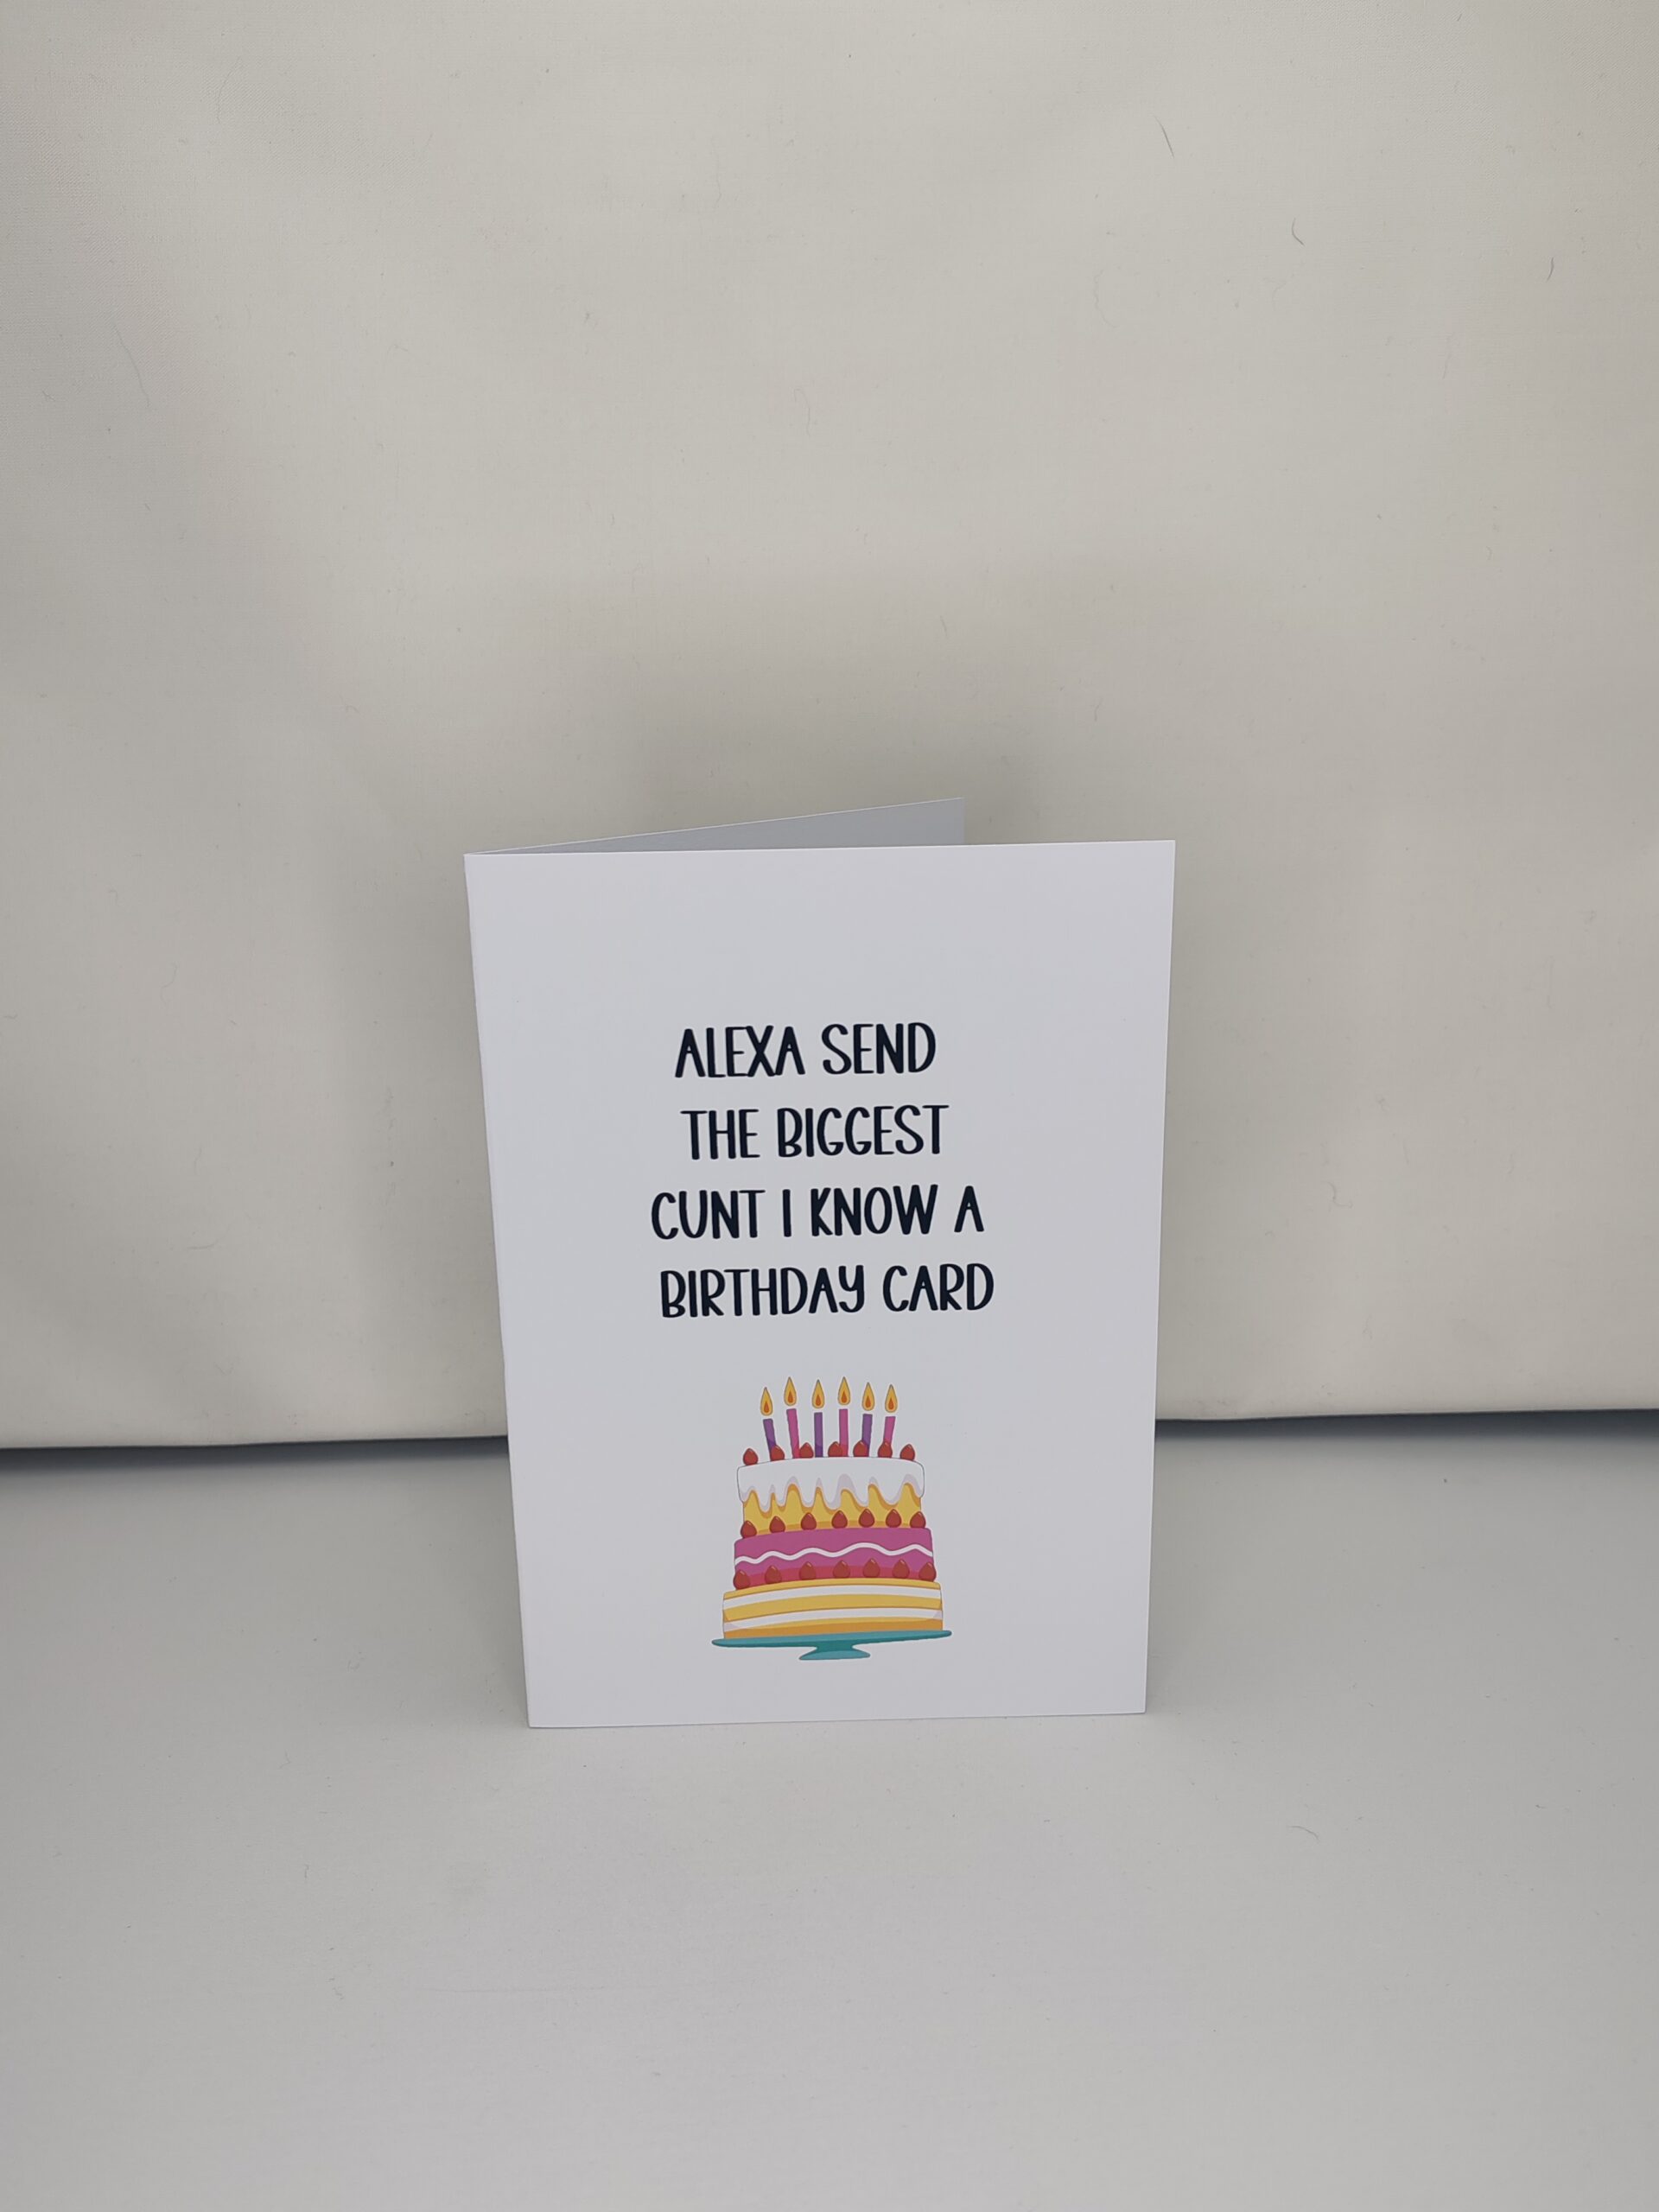 ALEXA SEND
THE BIGGEST
CUNT I KNOW A
BIRTHDAY CARD